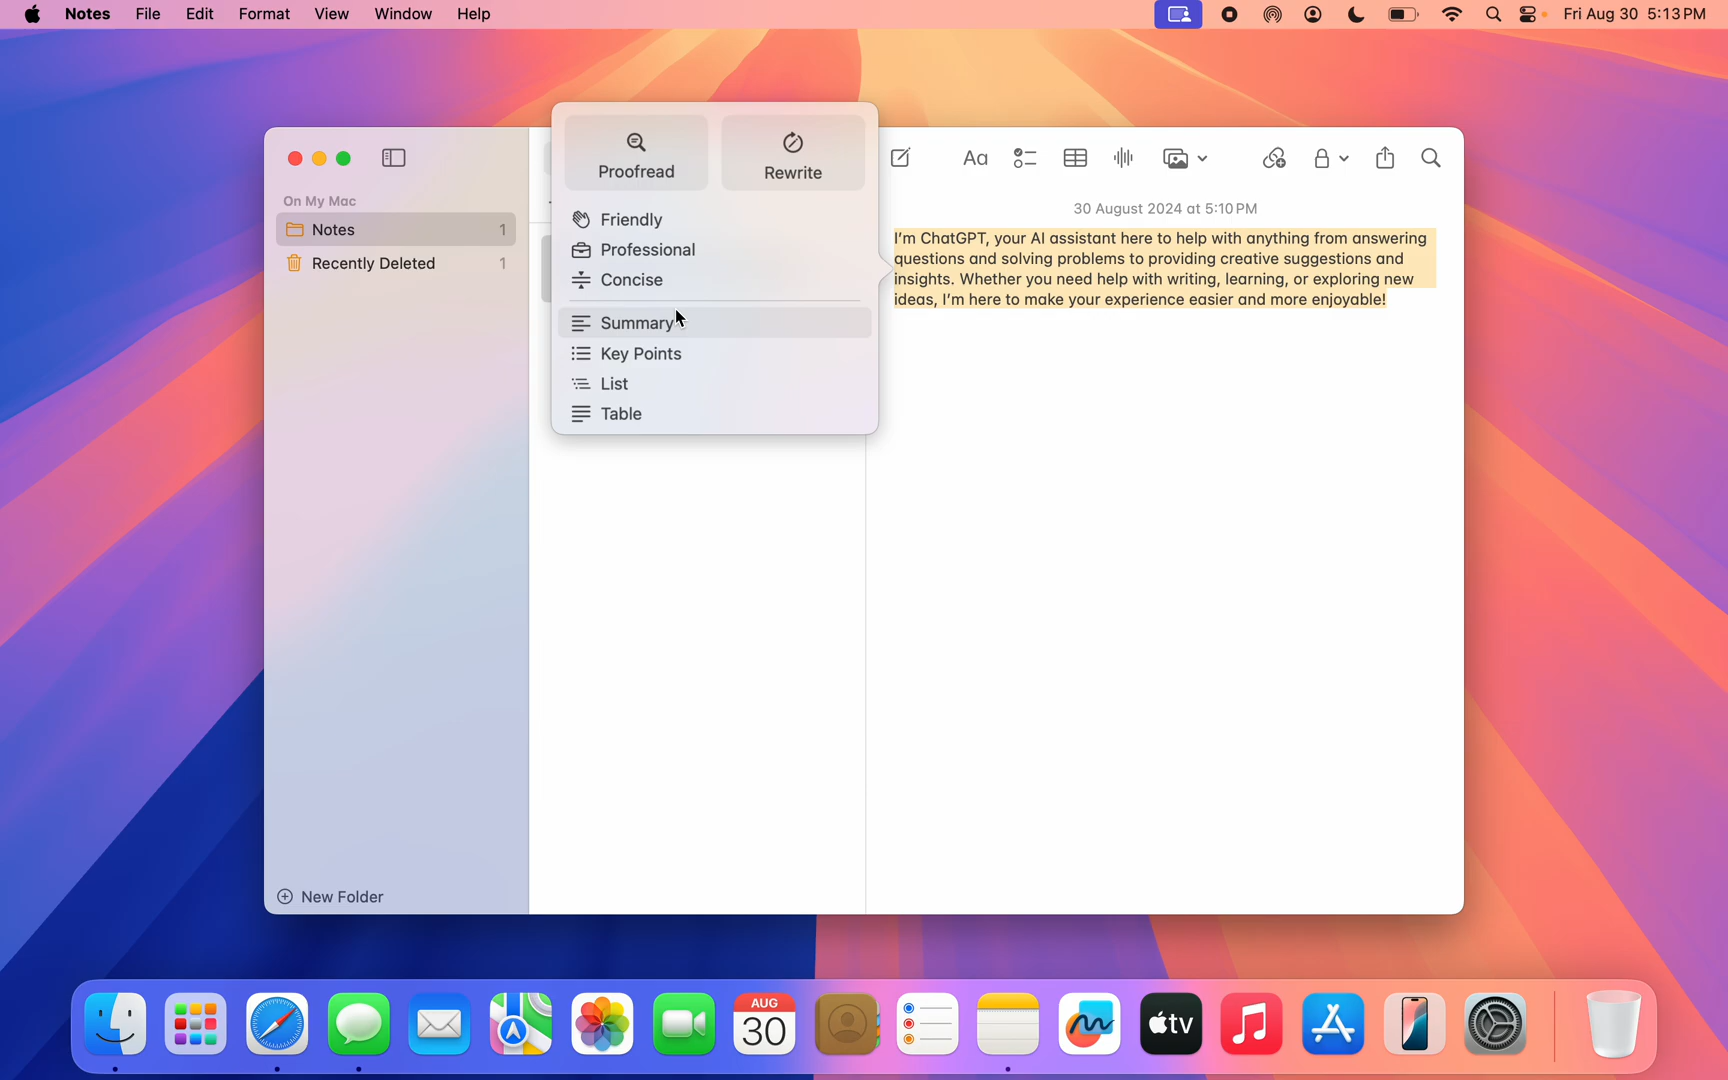 Notes File Edit Format View Window Help Fri Aug 30 5:13 PM
On My Mac
Notes 1
Recently Deleted 1
New Folder
Proofread Rewrite
Friendly
Professional
Concise
Summary
Key Points
List
Table
Aa
30 August 2024 at 5:10 PM
I'm ChatGPT, your AI assistant here to help with anything from answering
questions and solving problems to providing creative suggestions and
insights. Whether you need help with writing, learning, or exploring new
ideas, I'm here to make your experience easier and more enjoyable!
AUG
30
tv